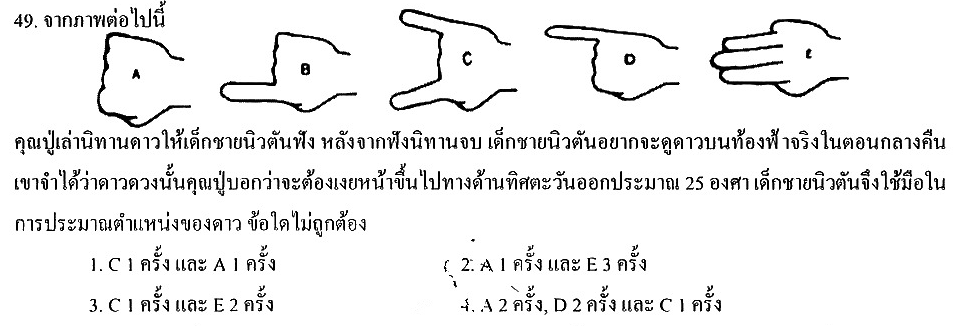 49. จากภาพต่อไปนี้
A B C D E
คุณปู่เล่านิทานดาวให้เด็กชายนิวตันฟัง หลังจากฟังนิทานจบ เด็กชายนิวตันอยากจะดูดาวบนท้องฟ้าจริงในตอนกลางคืน
เขาจำได้ว่าดาวดวงนั้นคุณปู่บอกว่าจะต้องเงยหน้าขึ้นไปทางด้านทิศตะวันออกประมาณ 25 องศา เด็กชายนิวตันจึงใช้มือใน
การประมาณตำแหน่งของดาว ข้อใดไม่ถูกต้อง
1. C 1 ครั้ง และ A 1 ครั้ง 2. A 1 ครั้ง และ E 3 ครั้ง
3. C 1 ครั้ง และ E 2 ครั้ง 4. A 2 ครั้ง, D 2 ครั้ง และ C 1 ครั้ง